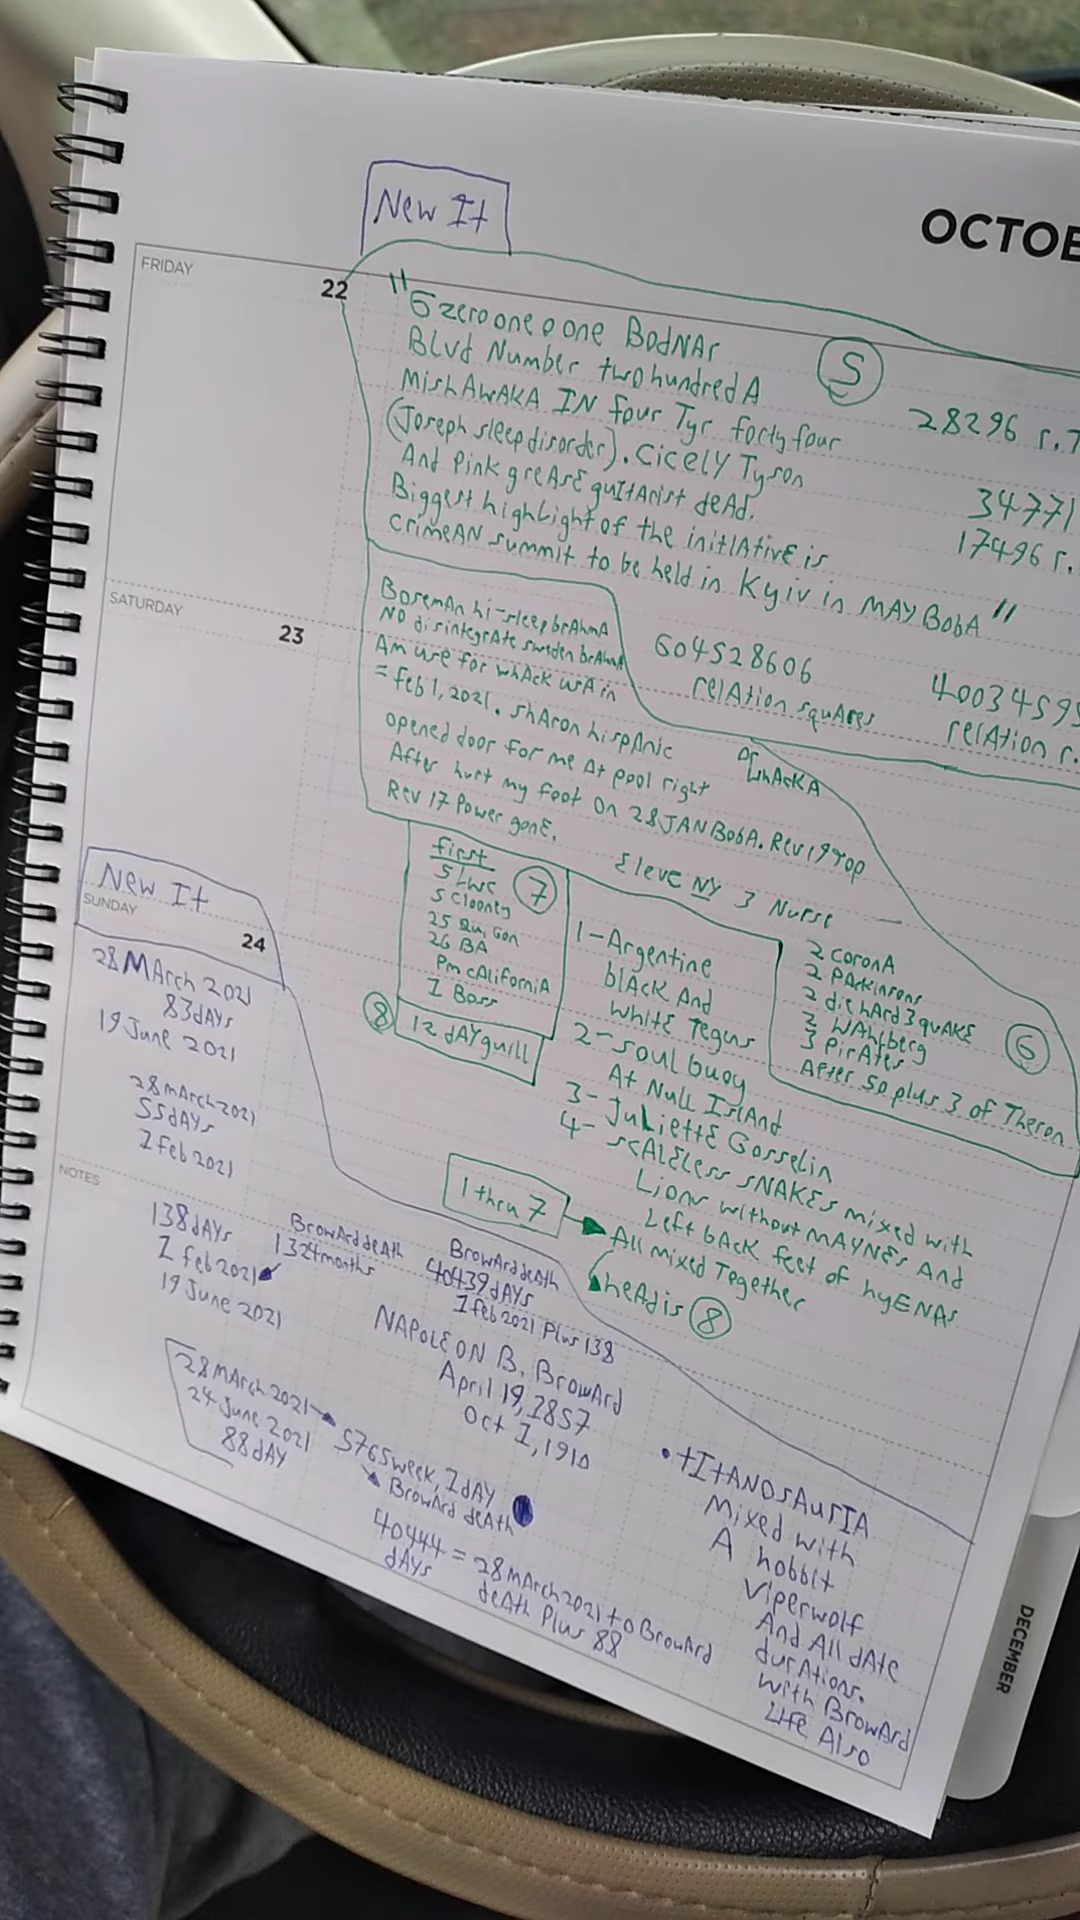 New It
OCTOB
FRIDAY
22
"5 zero one 0 one BodNAr
Blvd Number two hundred A
MishAwAKA IN four Tyr forty four
(Joseph sleep disorder). Cicely Tyson
And pink greAsE guItArist deAd.
Biggest highlight of the initIAtivE is
crimeAN summit to be held in Kyiv in MAY BobA"
S
28296 r.T
34771
17496 r.
SATURDAY
23
BosemAn hi-sleep brAhmA
NO disintegrAte sweden brAhmA
Am use for whAck wrA in
= feb 1, 2021. shAron hispAnic
opened door for me At pool right
After hurt my foot On 28 JAN BobA. Rev 19 pop
Rev 17 Power gonE.
604528606
relAtion squAres
4003459
relAtion r.
or whAckA
first
5 Lwc
5 Clooney
25
26 BA
Pm cAliforniA
I Boss
7
8
12 dAy guill
EleveNy 3 Nurse
1-Argentine
blAck And
white Tegus
2-soul buoy
At Null IslAnd
3-JuliettE Gosselin
4-scAlEless sNAKEs mixed with
Lions without mAyNEs And
Left bAck feet of hyENAs
2 coronA
2 PArkinsons
2 die hArd 3 quAKE
2 WAhlberg
3 PirAtes
After 50 plus 3 of Theron
6
1 thru 7
All mixed Together
heAd is 8
New It
SUNDAY
24
28 MArch 2021
83 dAYs
19 June 2021
28 mArch 2021
55 dAYs
1 feb 2021
NOTES
138 dAYs
1 feb 2021
19 June 2021
BrowArd deAth
1324 months
BrowArd deAth
40439 dAYs
1 feb 2021 Plus 138
NAPolEON B. BrowArd
April 19, 1857
Oct 1, 1910
28 mArch 2021
24 June 2021
88 dAY
5765 week, 1 dAY
BrowArd deAth
40444 = 28 mArch 2021 to BrowArd
dAYs deAth Plus 88
• tItANOsAurIA
Mixed with
A hobbit
Viperwolf
And All dAte
durAtions.
with BrowArd
Life Also
DECEMBER